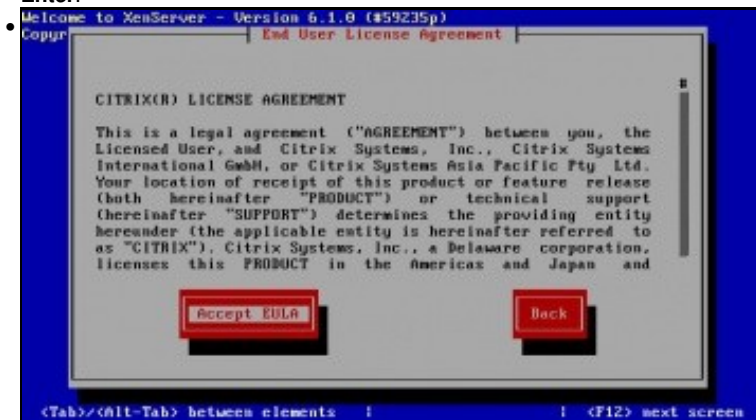 Enter.
Welcome to XenServer - Version 6.1.0 (#59235p)
Copyr
End User License Agreement
CITRIX(R) LICENSE AGREEMENT
This is a legal agreement ("AGREEMENT") between you, the
Licensed User, and Citrix Systems, Inc., Citrix Systems
International GmbH, or Citrix Systems Asia Pacific Pty Ltd.
Your location of receipt of this product or feature release
(both hereinafter "PRODUCT") or technical support
(hereinafter "SUPPORT") determines the providing entity
hereunder (the applicable entity is hereinafter referred to
as "CITRIX"). Citrix Systems, Inc., a Delaware corporation,
licenses this PRODUCT in the Americas and Japan and
Accept EULA
Back
<Tab>/<Alt-Tab> between elements | | <F12> next screen